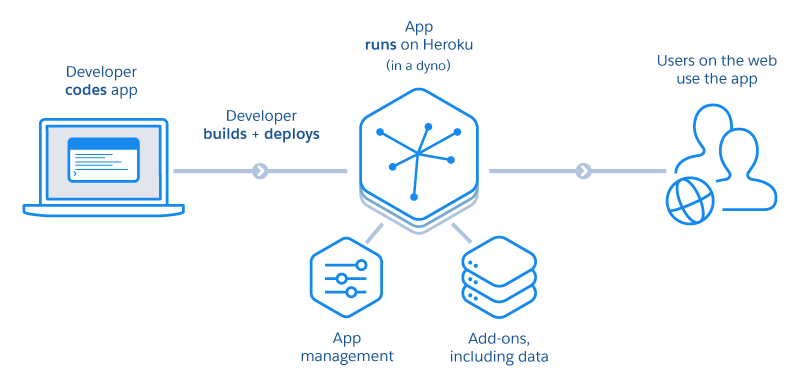 Developer
codes app
Developer
builds + deploys
App
runs on Heroku
(in a dyno)
Users on the web
use the app
App
management
Add-ons,
including data